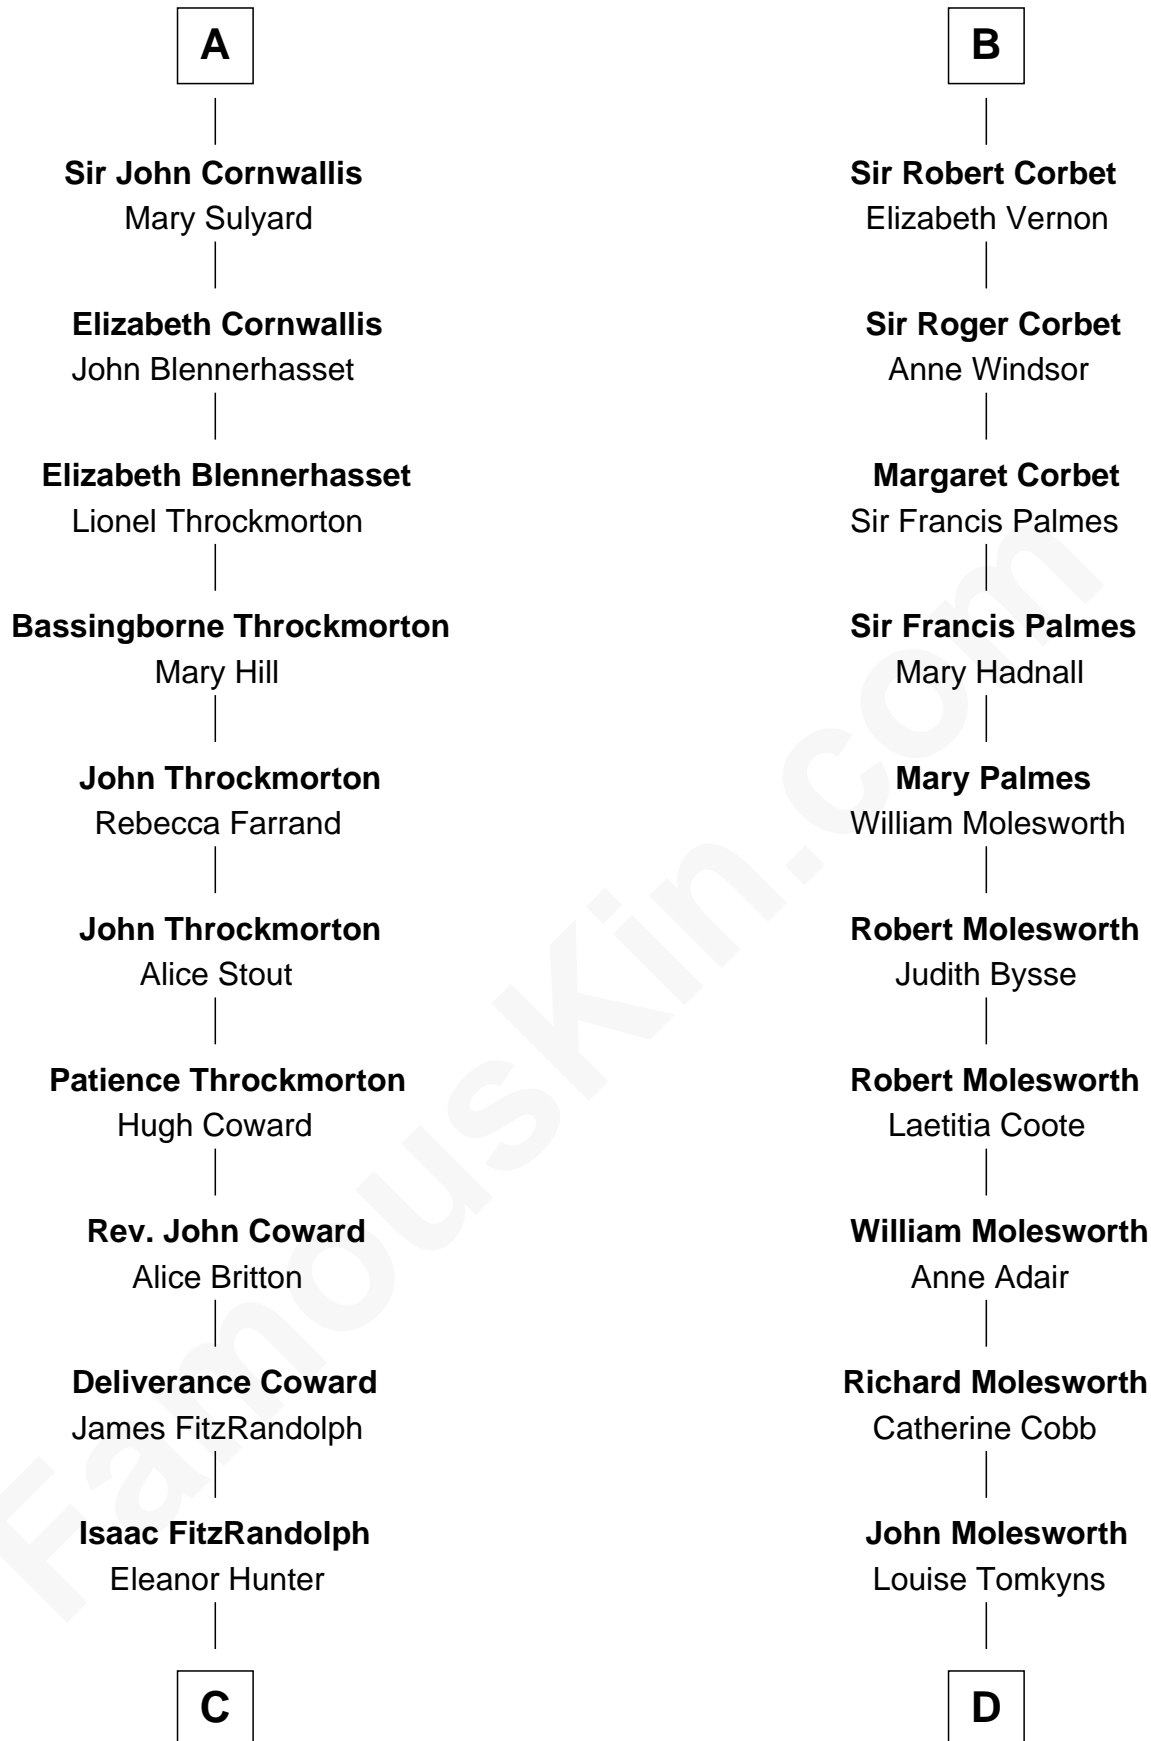 A
Sir John Cornwallis
Mary Sulyard
Elizabeth Cornwallis
John Blennerhasset
Elizabeth Blennerhasset
Lionel Throckmorton
Bassingborne Throckmorton
Mary Hill
John Throckmorton
Rebecca Farrand
John Throckmorton
Alice Stout
Patience Throckmorton
Hugh Coward
Rev. John Coward
Alice Britton
Deliverance Coward
James FitzRandolph
Isaac FitzRandolph
Eleanor Hunter
C
B
Sir Robert Corbet
Elizabeth Vernon
Sir Roger Corbet
Anne Windsor
Margaret Corbet
Sir Francis Palmes
Sir Francis Palmes
Mary Hadnall
Mary Palmes
William Molesworth
Robert Molesworth
Judith Bysse
Robert Molesworth
Laetitia Coote
William Molesworth
Anne Adair
Richard Molesworth
Catherine Cobb
John Molesworth
Louise Tomkyns
D
FamousKin.com